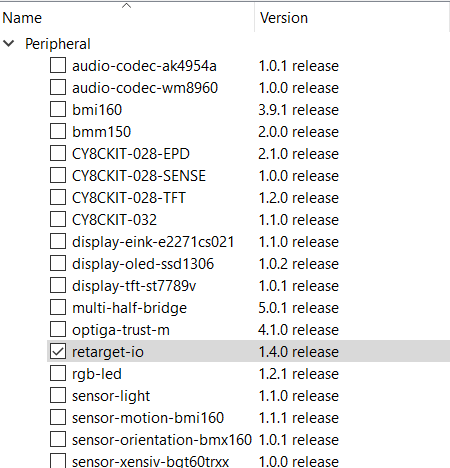 Name Version
Peripheral
audio-codec-ak4954a 1.0.1 release
audio-codec-wm8960 1.0.0 release
bmi160 3.9.1 release
bmm150 2.0.0 release
CY8CKIT-028-EPD 2.1.0 release
CY8CKIT-028-SENSE 1.0.0 release
CY8CKIT-028-TFT 1.2.0 release
CY8CKIT-032 1.1.0 release
display-eink-e2271cs021 1.1.0 release
display-oled-ssd1306 1.0.2 release
display-tft-st7789v 1.0.1 release
multi-half-bridge 5.0.1 release
optiga-trust-m 4.1.0 release
retarget-io 1.4.0 release
rgb-led 1.2.1 release
sensor-light 1.1.0 release
sensor-motion-bmi160 1.1.1 release
sensor-orientation-bmx160 1.0.1 release
sensor-xensiv-bgt60trxx 1.0.0 release